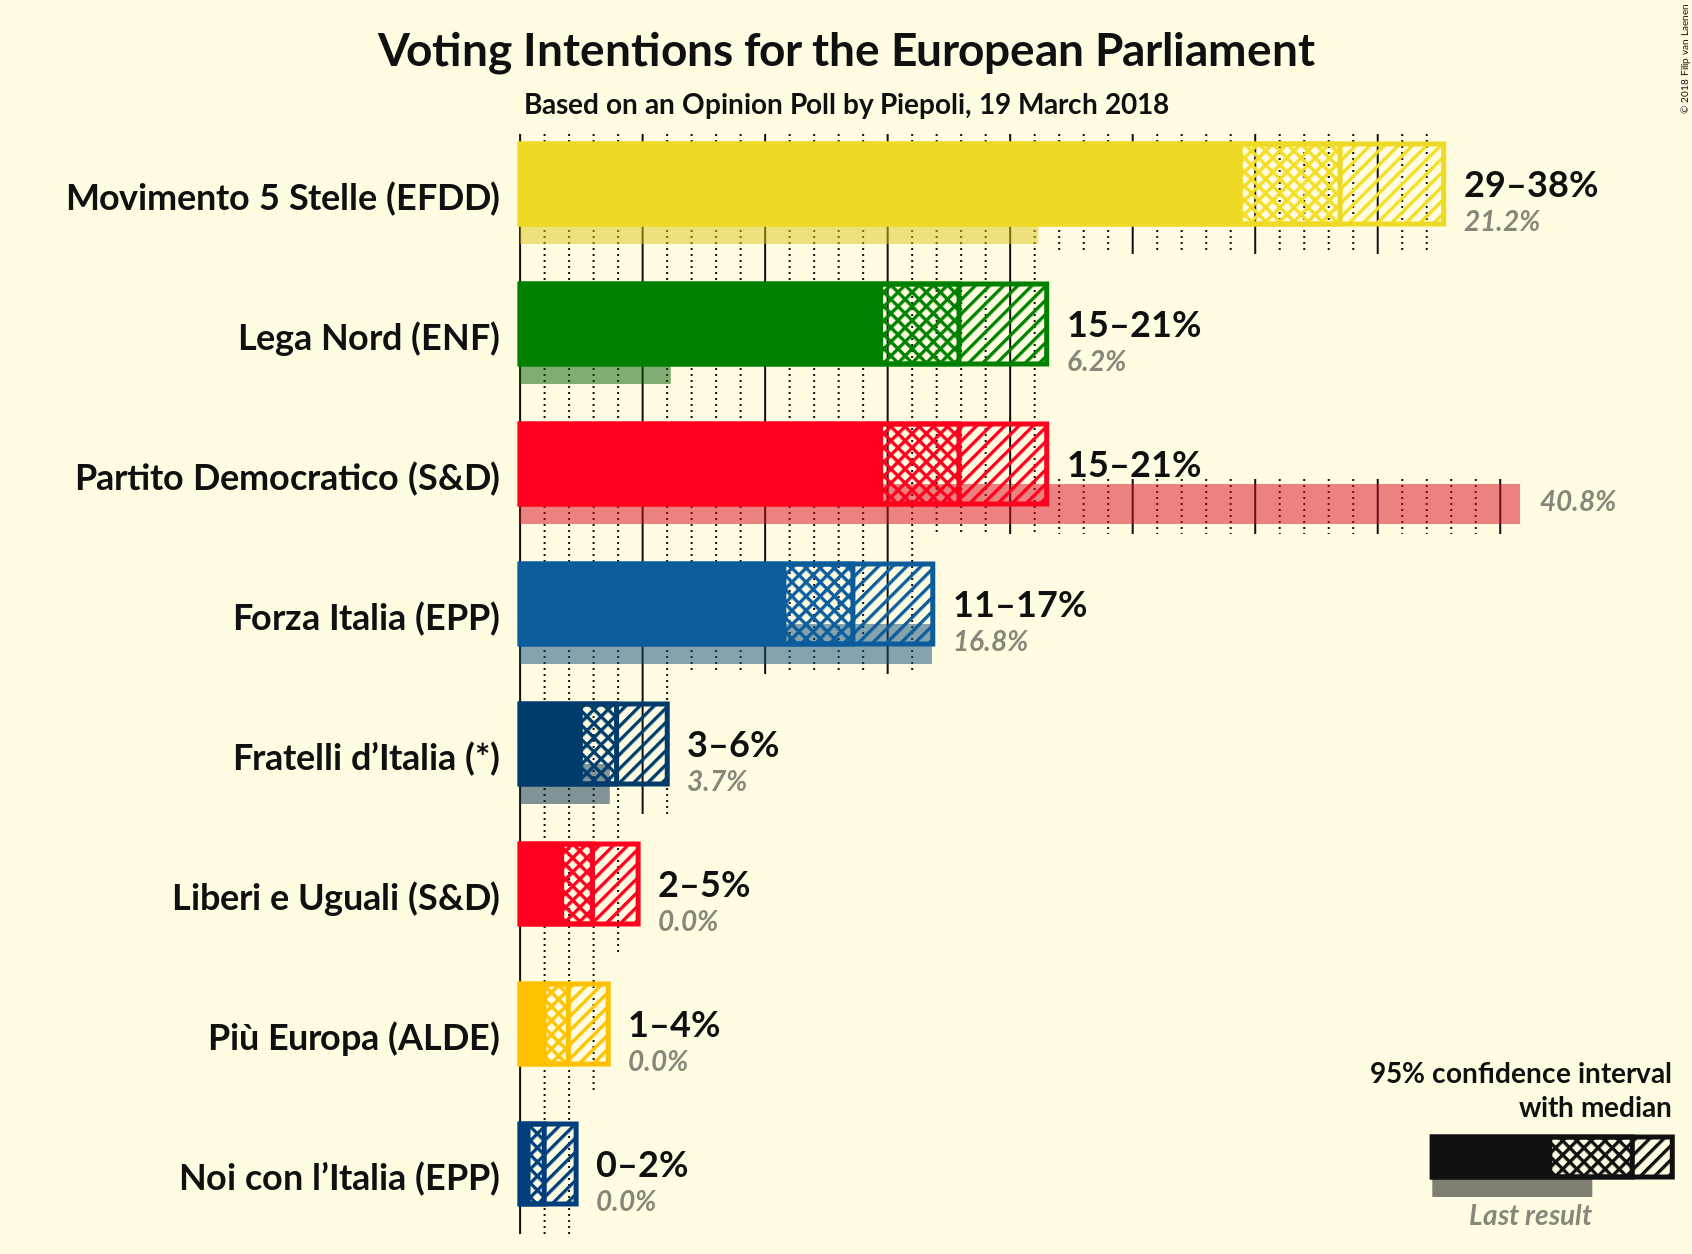 Voting Intentions for the European Parliament
Based on an Opinion Poll by Piepoli, 19 March 2018
© 2018 Filip van Laenen
Movimento 5 Stelle (EFDD)
29–38%
21.2%
Lega Nord (ENF)
15–21%
6.2%
Partito Democratico (S&D)
15–21%
40.8%
Forza Italia (EPP)
11–17%
16.8%
Fratelli d’Italia (*)
3–6%
3.7%
Liberi e Uguali (S&D)
2–5%
0.0%
Più Europa (ALDE)
1–4%
0.0%
Noi con l’Italia (EPP)
0–2%
0.0%
95% confidence interval
with median
Last result